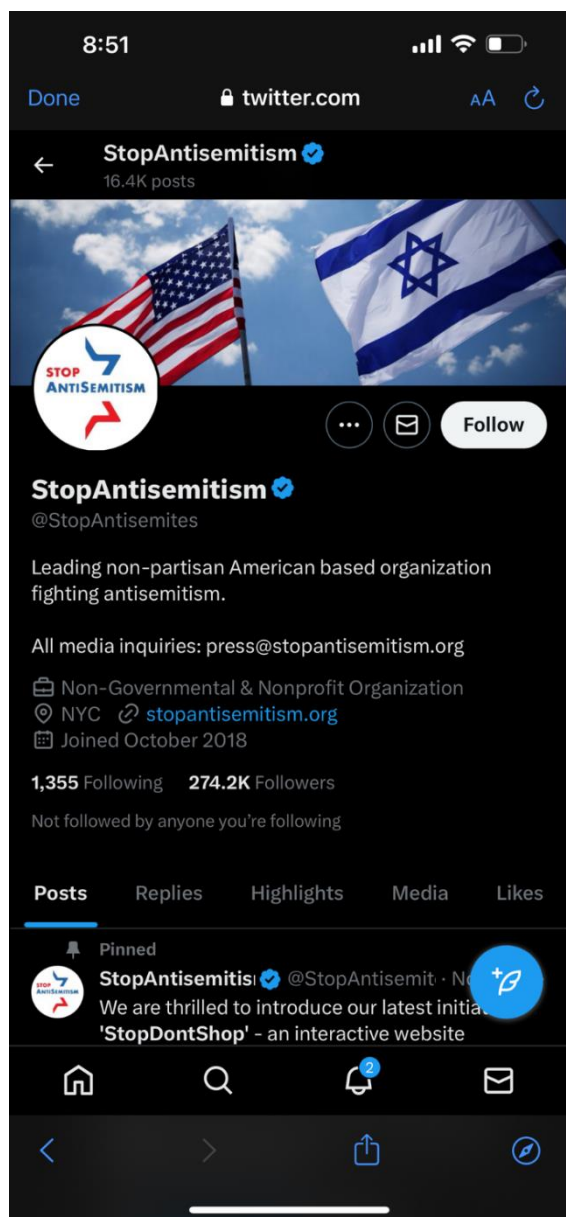 8:51
Done twitter.com AA
StopAntisemitism
16.4K posts
STOP
ANTISEMITISM
Follow
StopAntisemitism
@StopAntisemites
Leading non-partisan American based organization
fighting antisemitism.
All media inquiries: press@stopantisemitism.org
Non-Governmental & Nonprofit Organization
NYC stopantisemitism.org
Joined October 2018
1,355 Following 274.2K Followers
Not followed by anyone you're following
Posts Replies Highlights Media Likes
Pinned
STOP
ANTISEMITISM
@StopAntisemit ·
We are thrilled to introduce our latest
'StopDontShop' - an interactive website
2